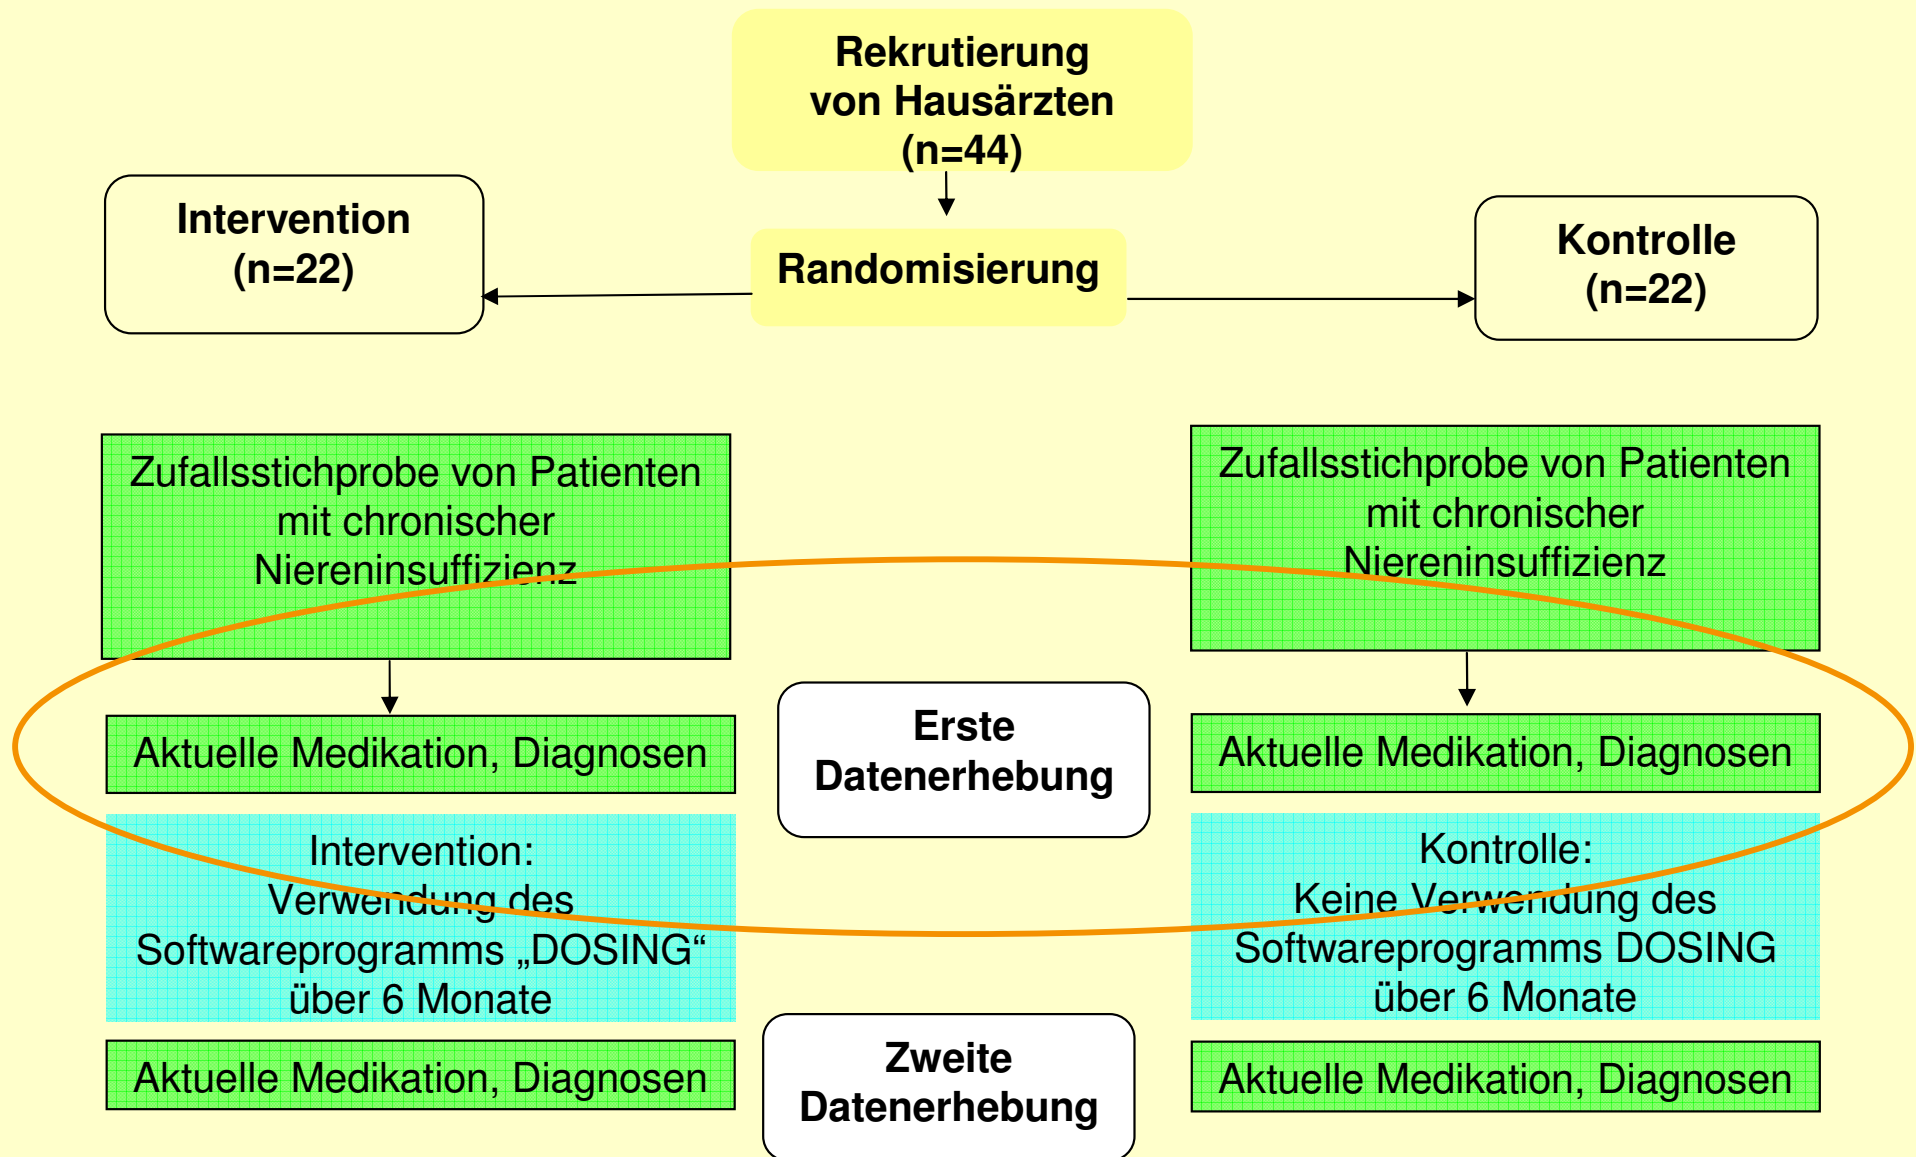 Rekrutierung
von Hausärzten
(n=44)
Intervention
(n=22)
Randomisierung
Kontrolle
(n=22)
Zufallsstichprobe von Patienten
mit chronischer
Niereninsuffizienz
Zufallsstichprobe von Patienten
mit chronischer
Niereninsuffizienz
Aktuelle Medikation, Diagnosen
Erste
Datenerhebung
Aktuelle Medikation, Diagnosen
Intervention:
Verwendung des
Softwareprogramms „DOSING“
über 6 Monate
Kontrolle:
Keine Verwendung des
Softwareprogramms DOSING
über 6 Monate
Aktuelle Medikation, Diagnosen
Zweite
Datenerhebung
Aktuelle Medikation, Diagnosen